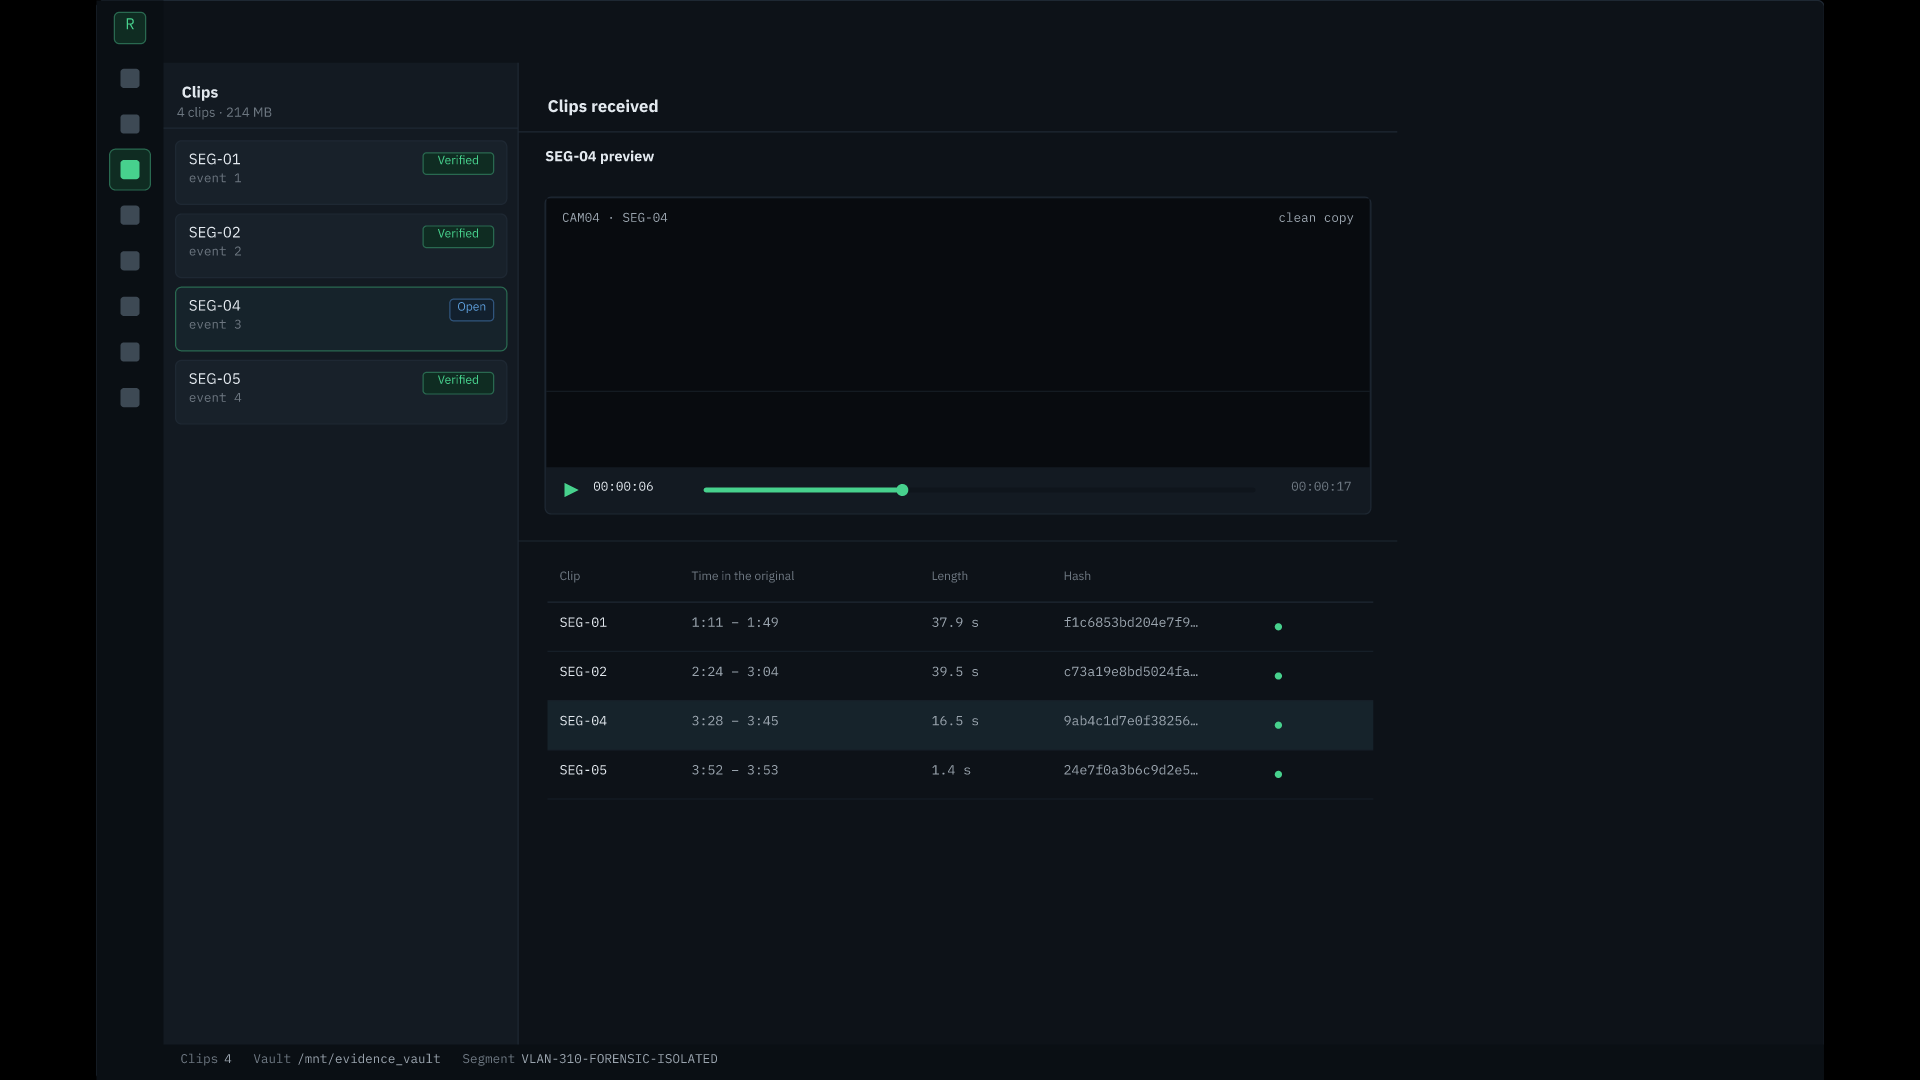 R
Clips
4 clips · 214 MB
SEG-01
Verified
event 1
SEG-02
Verified
event 2
SEG-04
Open
event 3
SEG-05
Verified
event 4
Clips received
SEG-04 preview
CAM04 · SEG-04
clean copy
00:00:06
00:00:17
Clip Time in the original Length Hash
SEG-01 1:11 – 1:49 37.9 s f1c6853bd204e7f9…
SEG-02 2:24 – 3:04 39.5 s c73a19e8bd5024fa…
SEG-04 3:28 – 3:45 16.5 s 9ab4c1d7e0f38256…
SEG-05 3:52 – 3:53 1.4 s 24e7f0a3b6c9d2e5…
Clips 4 Vault /mnt/evidence_vault Segment VLAN-310-FORENSIC-ISOLATED